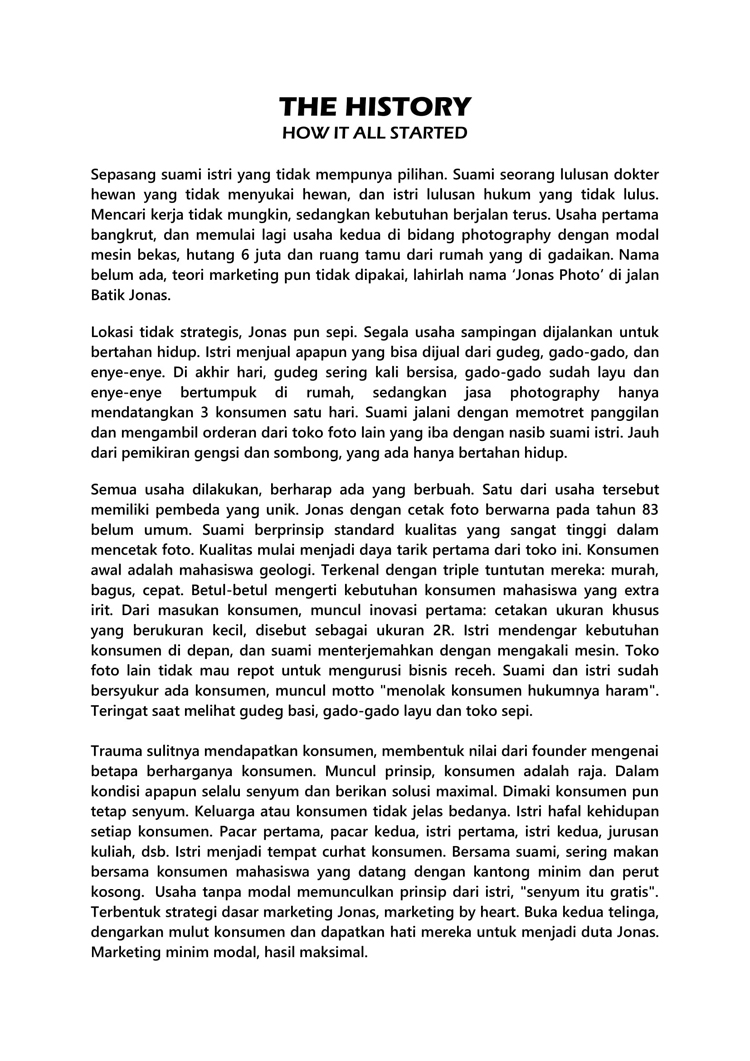 THE HISTORY
HOW IT ALL STARTED
Sepasang suami istri yang tidak mempunya pilihan. Suami seorang lulusan dokter
hewan yang tidak menyukai hewan, dan istri lulusan hukum yang tidak lulus.
Mencari kerja tidak mungkin, sedangkan kebutuhan berjalan terus. Usaha pertama
bangkrut, dan memulai lagi usaha kedua di bidang photography dengan modal
mesin bekas, hutang 6 juta dan ruang tamu dari rumah yang di gadaikan. Nama
belum ada, teori marketing pun tidak dipakai, lahirlah nama ‘Jonas Photo’ di jalan
Batik Jonas.
Lokasi tidak strategis, Jonas pun sepi. Segala usaha sampingan dijalankan untuk
bertahan hidup. Istri menjual apapun yang bisa dijual dari gudeg, gado-gado, dan
enye-enye. Di akhir hari, gudeg sering kali bersisa, gado-gado sudah layu dan
enye-enye bertumpuk di rumah, sedangkan jasa photography hanya
mendatangkan 3 konsumen satu hari. Suami jalani dengan memotret panggilan
dan mengambil orderan dari toko foto lain yang iba dengan nasib suami istri. Jauh
dari pemikiran gengsi dan sombong, yang ada hanya bertahan hidup.
Semua usaha dilakukan, berharap ada yang berbuah. Satu dari usaha tersebut
memiliki pembeda yang unik. Jonas dengan cetak foto berwarna pada tahun 83
belum umum. Suami berprinsip standard kualitas yang sangat tinggi dalam
mencetak foto. Kualitas mulai menjadi daya tarik pertama dari toko ini. Konsumen
awal adalah mahasiswa geologi. Terkenal dengan triple tuntutan mereka: murah,
bagus, cepat. Betul-betul mengerti kebutuhan konsumen mahasiswa yang extra
irit. Dari masukan konsumen, muncul inovasi pertama: cetakan ukuran khusus
yang berukuran kecil, disebut sebagai ukuran 2R. Istri mendengar kebutuhan
konsumen di depan, dan suami menterjemahkan dengan mengakali mesin. Toko
foto lain tidak mau repot untuk mengurusi bisnis receh. Suami dan istri sudah
bersyukur ada konsumen, muncul motto "menolak konsumen hukumnya haram".
Teringat saat melihat gudeg basi, gado-gado layu dan toko sepi.
Trauma sulitnya mendapatkan konsumen, membentuk nilai dari founder mengenai
betapa berharganya konsumen. Muncul prinsip, konsumen adalah raja. Dalam
kondisi apapun selalu senyum dan berikan solusi maximal. Dimaki konsumen pun
tetap senyum. Keluarga atau konsumen tidak jelas bedanya. Istri hafal kehidupan
setiap konsumen. Pacar pertama, pacar kedua, istri pertama, istri kedua, jurusan
kuliah, dsb. Istri menjadi tempat curhat konsumen. Bersama suami, sering makan
bersama konsumen mahasiswa yang datang dengan kantong minim dan perut
kosong. Usaha tanpa modal memunculkan prinsip dari istri, "senyum itu gratis".
Terbentuk strategi dasar marketing Jonas, marketing by heart. Buka kedua telinga,
dengarkan mulut konsumen dan dapatkan hati mereka untuk menjadi duta Jonas.
Marketing minim modal, hasil maksimal.